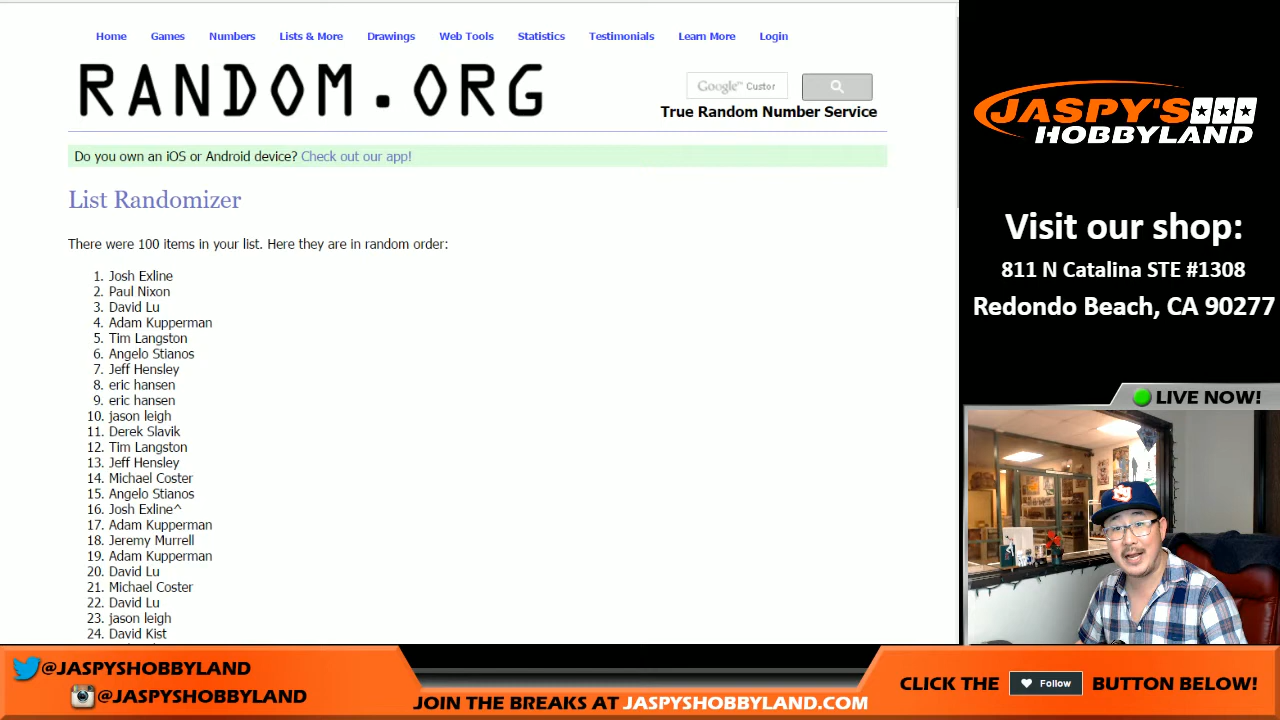 Home Games Numbers Lists & More Drawings Web Tools Statistics Testimonials Learn More Login
RANDOM.ORG
Google™ Custor
True Random Number Service
Do you own an iOS or Android device? Check out our app!
List Randomizer
There were 100 items in your list. Here they are in random order:
1. Josh Exline
2. Paul Nixon
3. David Lu
4. Adam Kupperman
5. Tim Langston
6. Angelo Stianos
7. Jeff Hensley
8. eric hansen
9. eric hansen
10. jason leigh
11. Derek Slavik
12. Tim Langston
13. Jeff Hensley
14. Michael Coster
15. Angelo Stianos
16. Josh Exline^
17. Adam Kupperman
18. Jeremy Murrell
19. Adam Kupperman
20. David Lu
21. Michael Coster
22. David Lu
23. jason leigh
24. David Kist
JASPY'S
HOBBYLAND
Visit our shop:
811 N Catalina STE #1308
Redondo Beach, CA 90277
LIVE NOW!
@JASPYSHOBBYLAND
@JASPYSHOBBYLAND
JOIN THE BREAKS AT JASPYSHOBBYLAND.COM
CLICK THE Follow BUTTON BELOW!